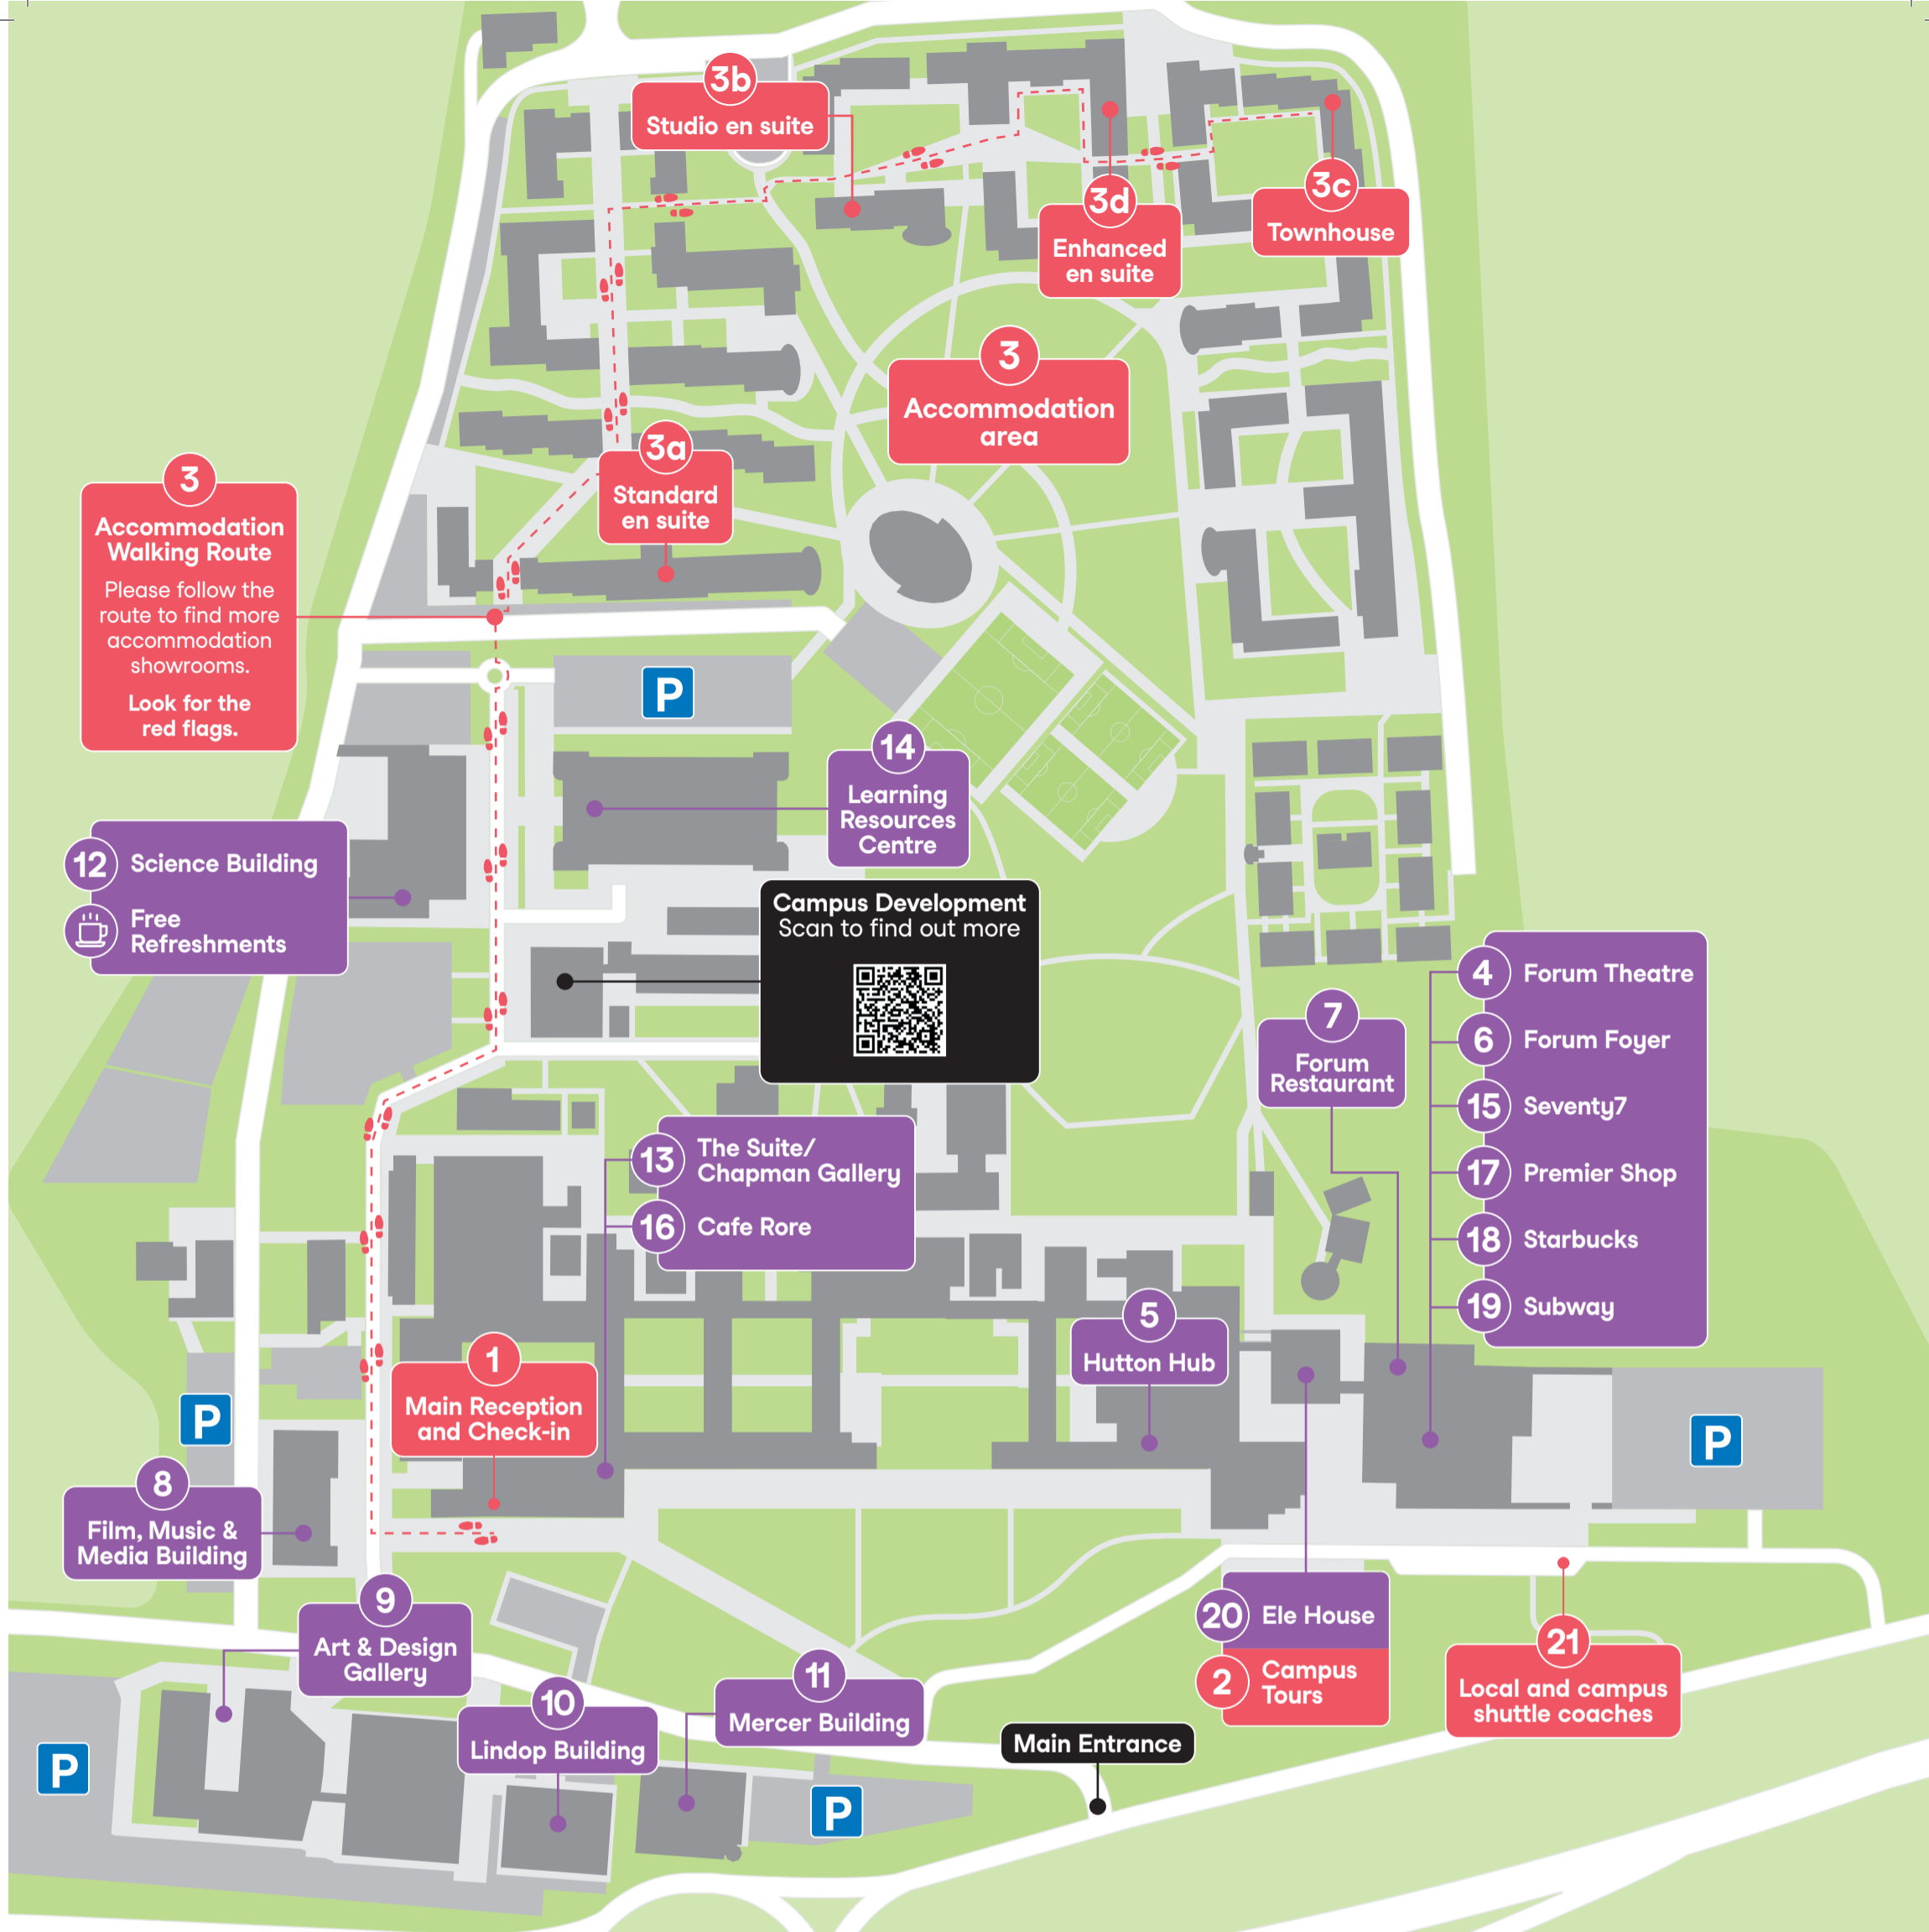 3b
Studio en suite
3d
Enhanced
en suite
3c
Townhouse
3
Accommodation
area
3a
Standard
en suite
3
Accommodation
Walking Route
Please follow the
route to find more
accommodation
showrooms.
Look for the
red flags.
P
14
Learning
Resources
Centre
12
Science Building
Free
Refreshments
Campus Development
Scan to find out more
7
Forum
Restaurant
4
Forum Theatre
6
Forum Foyer
15
Seventy7
17
Premier Shop
18
Starbucks
19
Subway
13
The Suite/
Chapman Gallery
16
Cafe Rore
5
Hutton Hub
1
Main Reception
and Check-in
P
P
8
Film, Music &
Media Building
9
Art & Design
Gallery
10
Lindop Building
11
Mercer Building
20
Ele House
2
Campus
Tours
21
Local and campus
shuttle coaches
Main Entrance
P
P